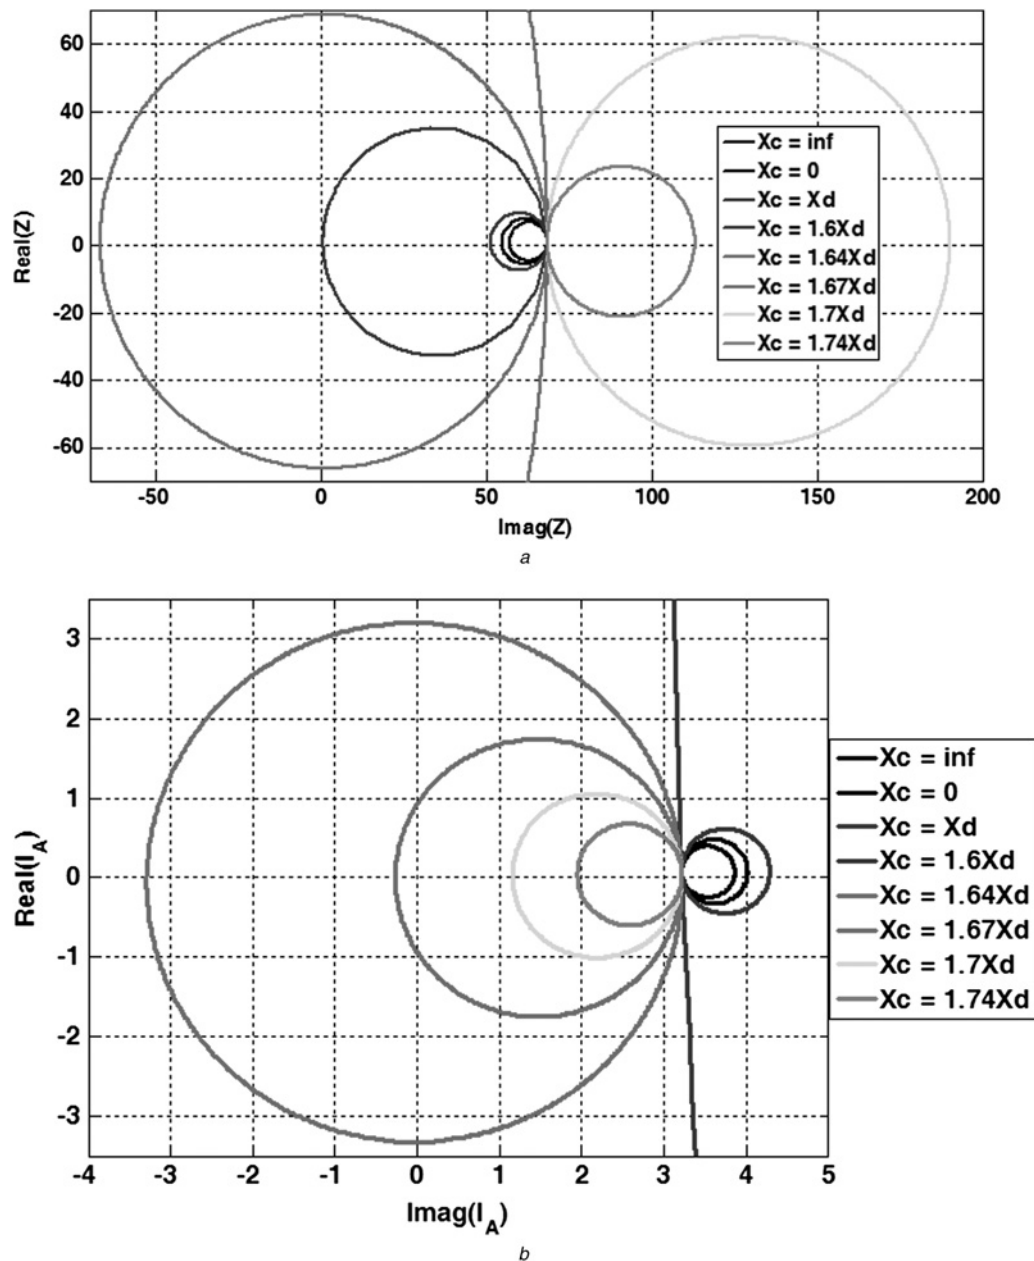 60
40
20
0
-20
-40
-60
Real(Z)
Xc = inf
Xc = 0
Xc = Xd
Xc = 1.6Xd
Xc = 1.64Xd
Xc = 1.67Xd
Xc = 1.7Xd
Xc = 1.74Xd
-50 0 50 100 150 200
Imag(Z)
a
3
2
1
0
-1
-2
-3
Real(I_A)
Xc = inf
Xc = 0
Xc = Xd
Xc = 1.6Xd
Xc = 1.64Xd
Xc = 1.67Xd
Xc = 1.7Xd
Xc = 1.74Xd
-4 -3 -2 -1 0 1 2 3 4 5
Imag(I_A)
b